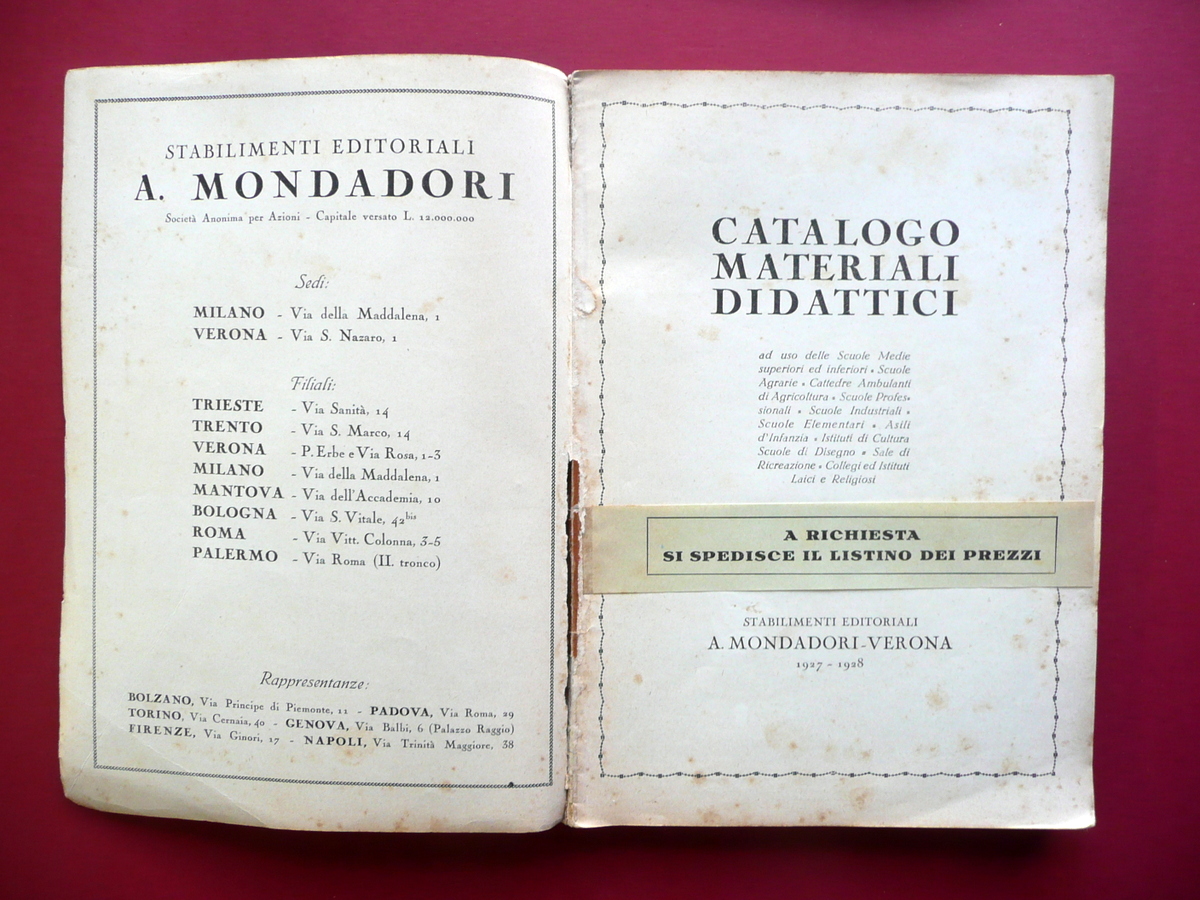 STABILIMENTI EDITORIALI
A. MONDADORI
Società Anonima per Azioni - Capitale versato L. 12.000.000
Sedi:
MILANO - Via della Maddalena, 1
VERONA - Via S. Nazaro, 1
Filiali:
TRIESTE - Via Sanità, 14
TRENTO - Via S. Marco, 14
VERONA - P. Erbe e Via Rosa, 1-3
MILANO - Via della Maddalena, 1
MANTOVA - Via dell'Accademia, 10
BOLOGNA - Via S. Vitale, 42bis
ROMA - Via Vitt. Colonna, 3-5
PALERMO - Via Roma (II. tronco)
Rappresentanze:
BOLZANO, Via Principe di Piemonte, 11 - PADOVA, Via Roma, 29
TORINO, Via Cernaia, 40 - GENOVA, Via Balbi, 6 (Palazzo Raggio)
FIRENZE, Via Ginori, 17 - NAPOLI, Via Trinità Maggiore, 38
CATALOGO
MATERIALI
DIDATTICI
ad uso delle Scuole Medie
superiori ed inferiori • Scuole
Agrarie • Cattedre Ambulanti
di Agricoltura • Scuole Profes-
sionali • Scuole Industriali •
Scuole Elementari • Asili
d'Infanzia • Istituti di Cultura
Scuole di Disegno • Sale di
Ricreazione • Collegi ed Istituti
Laici e Religiosi
A RICHIESTA
SI SPEDISCE IL LISTINO DEI PREZZI
STABILIMENTI EDITORIALI
A. MONDADORI-VERONA
1927 - 1928